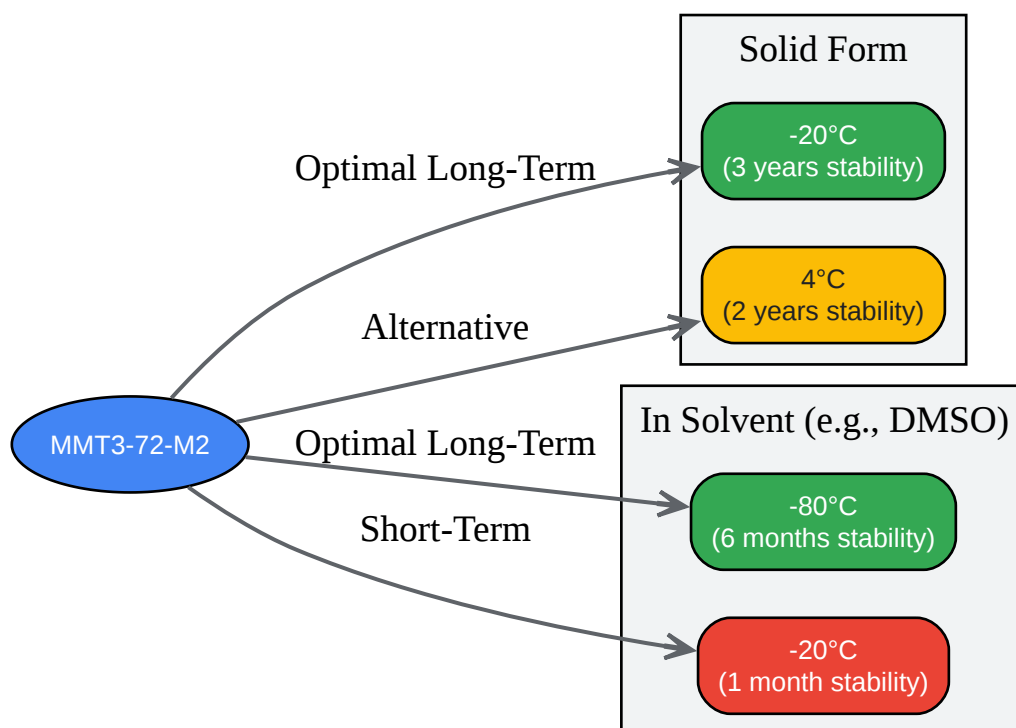 Solid Form
-20°C
(3 years stability)
Optimal Long-Term
4°C
(2 years stability)
Alternative
MMT3-72-M2
In Solvent (e.g., DMSO)
Optimal Long-Term
-80°C
(6 months stability)
Short-Term
-20°C
(1 month stability)